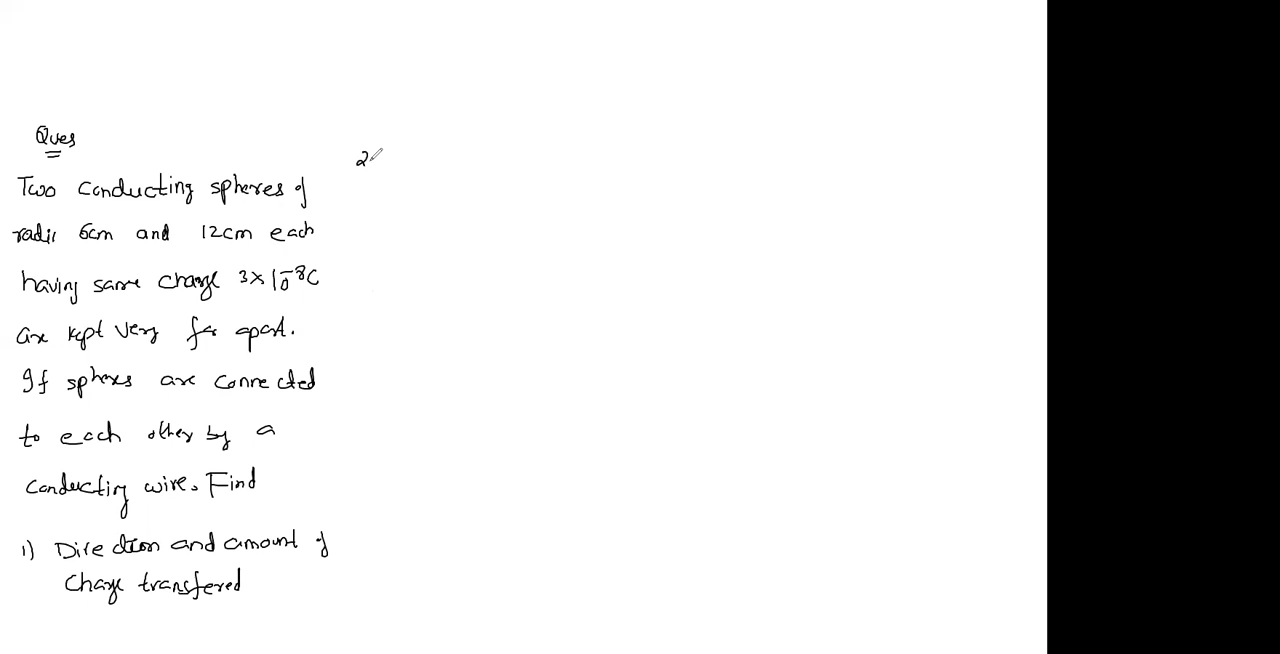 Ques
2
Two conducting spheres of
radii 6cm and 12cm each
having same charge 3×10⁻⁸C
are kept very far apart.
If spheres are connected
to each other by a
conducting wire. Find
1) Direction and amount of
charge transfered